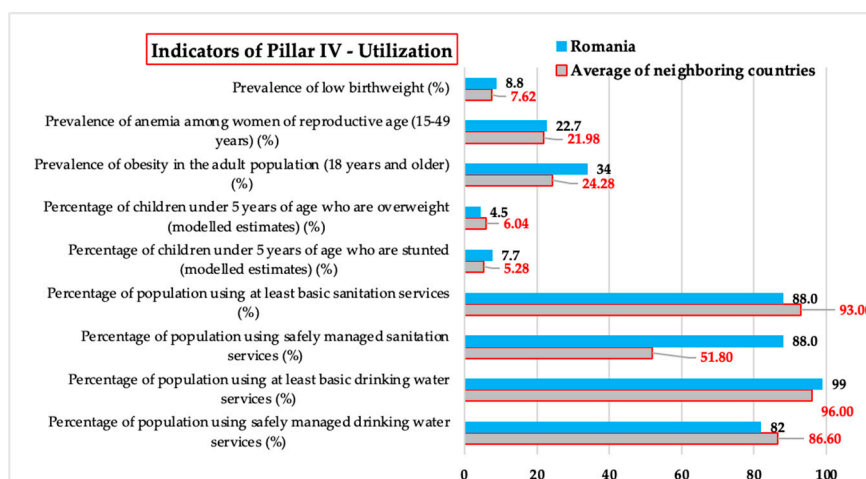 Indicators of Pillar IV - Utilization
Romania
Average of neighboring countries
Prevalence of low birthweight (%)
8.8
7.62
Prevalence of anemia among women of reproductive age (15-49
years) (%)
22.7
21.98
Prevalence of obesity in the adult population (18 years and older)
(%)
34
24.28
Percentage of children under 5 years of age who are overweight
(modelled estimates) (%)
4.5
6.04
Percentage of children under 5 years of age who are stunted
(modelled estimates) (%)
7.7
5.28
Percentage of population using at least basic sanitation services
(%)
88.0
93.00
Percentage of population using safely managed sanitation
services (%)
88.0
51.80
Percentage of population using at least basic drinking water
services (%)
99
96.00
Percentage of population using safely managed drinking water
services (%)
82
86.60
0 20 40 60 80 100